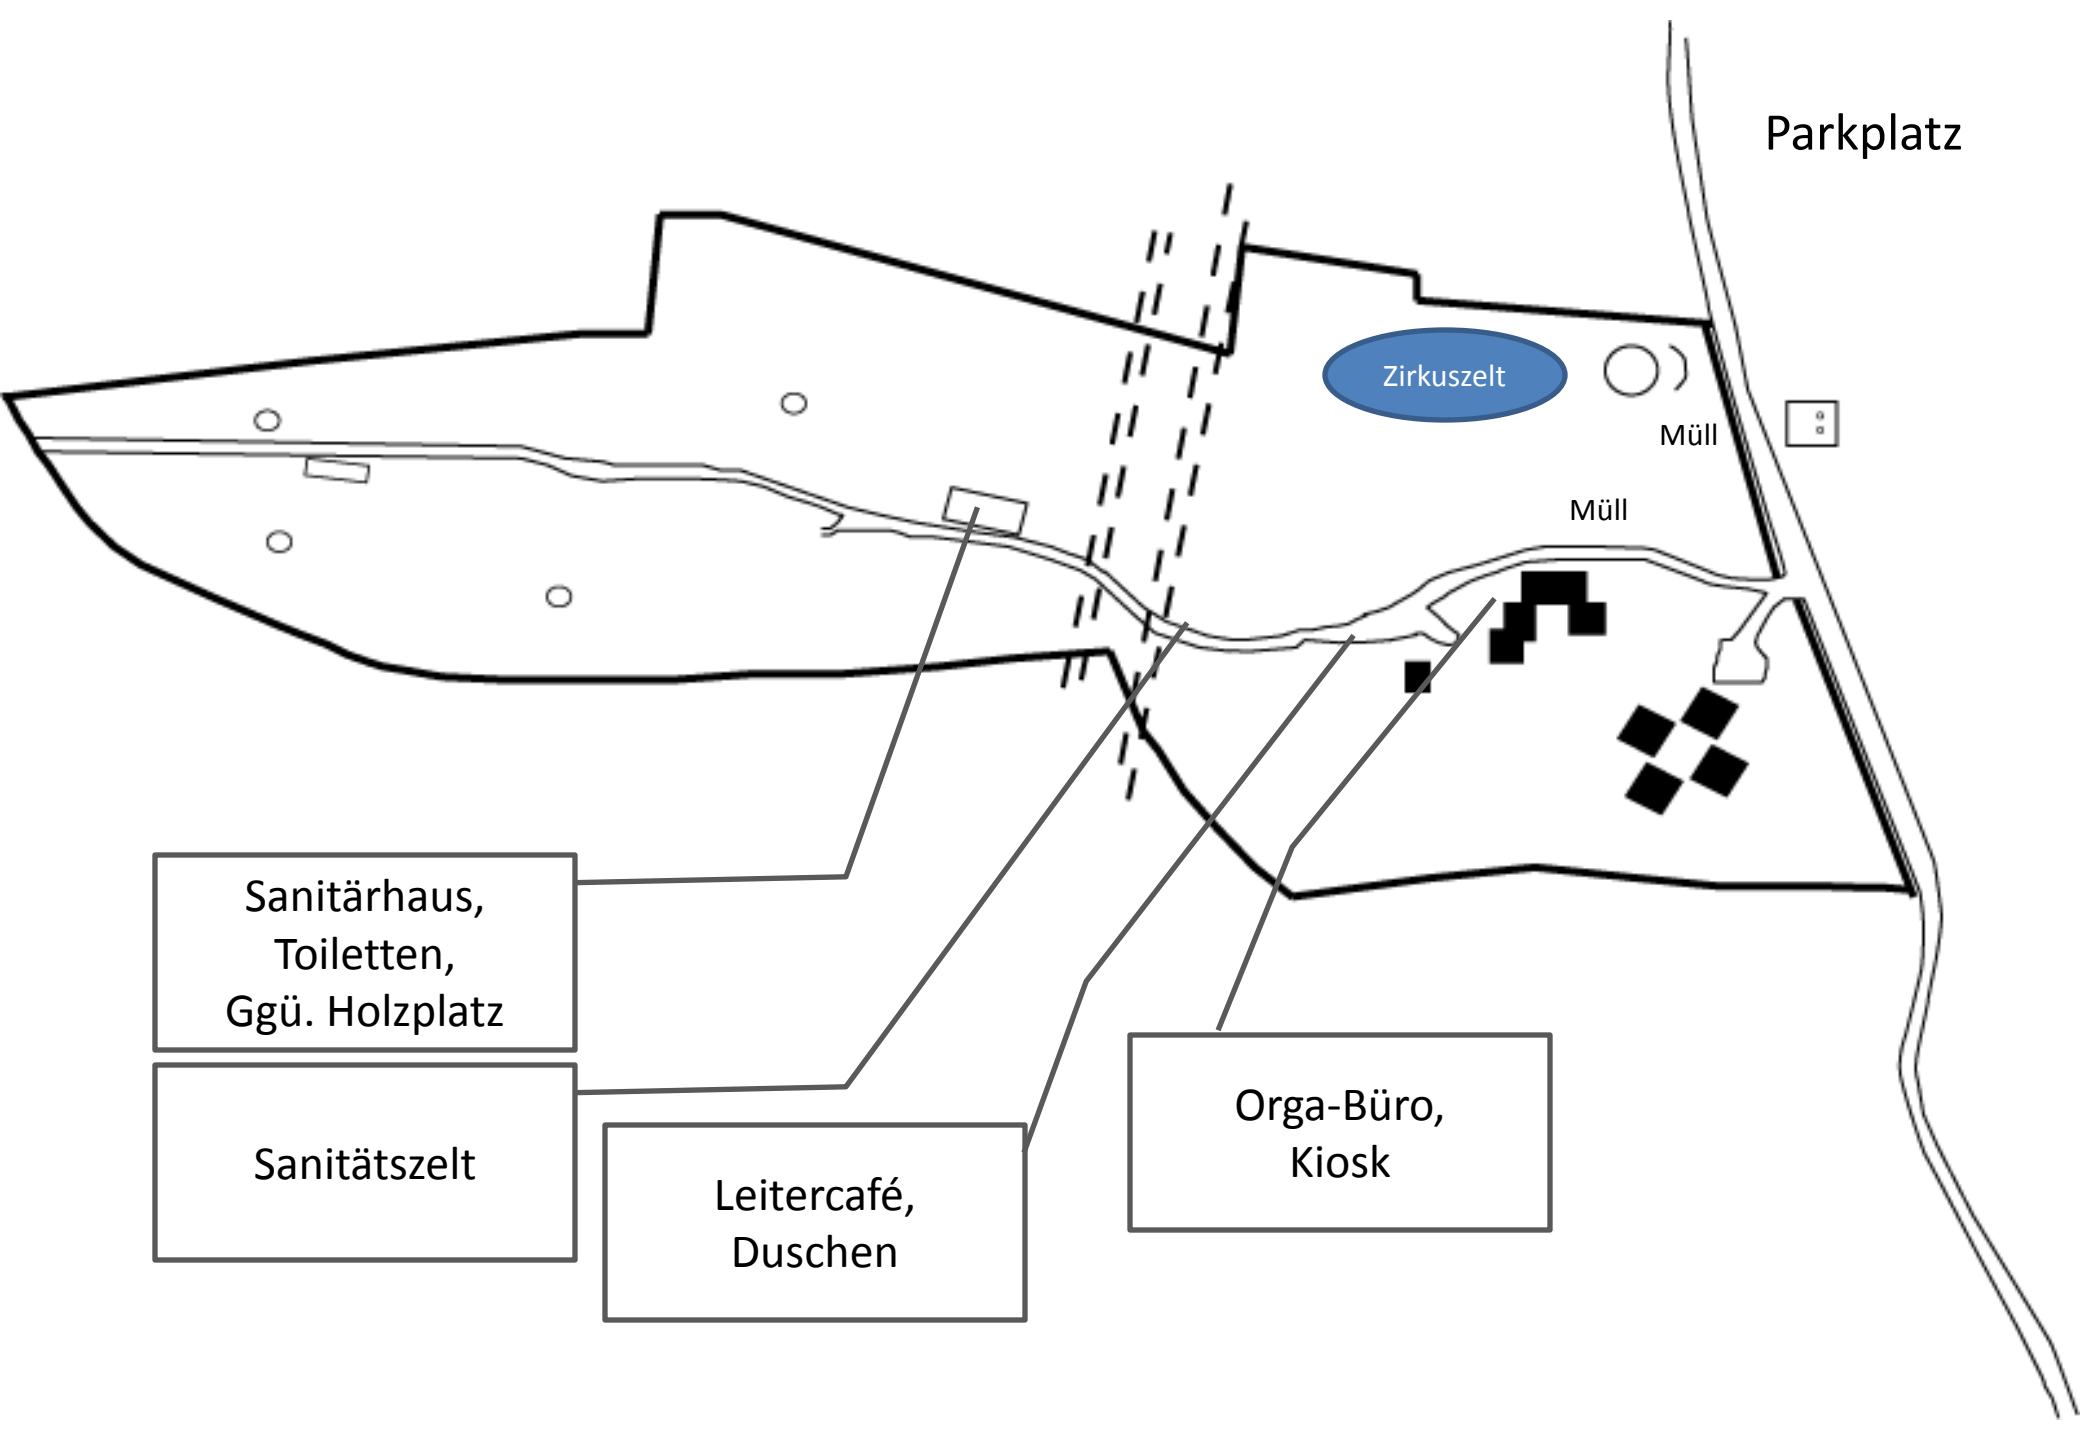 Parkplatz
Zirkuszelt
Müll
Müll
Sanitärhaus,
Toiletten,
Ggü. Holzplatz
Sanitätszelt
Leitercafé,
Duschen
Orga-Büro,
Kiosk